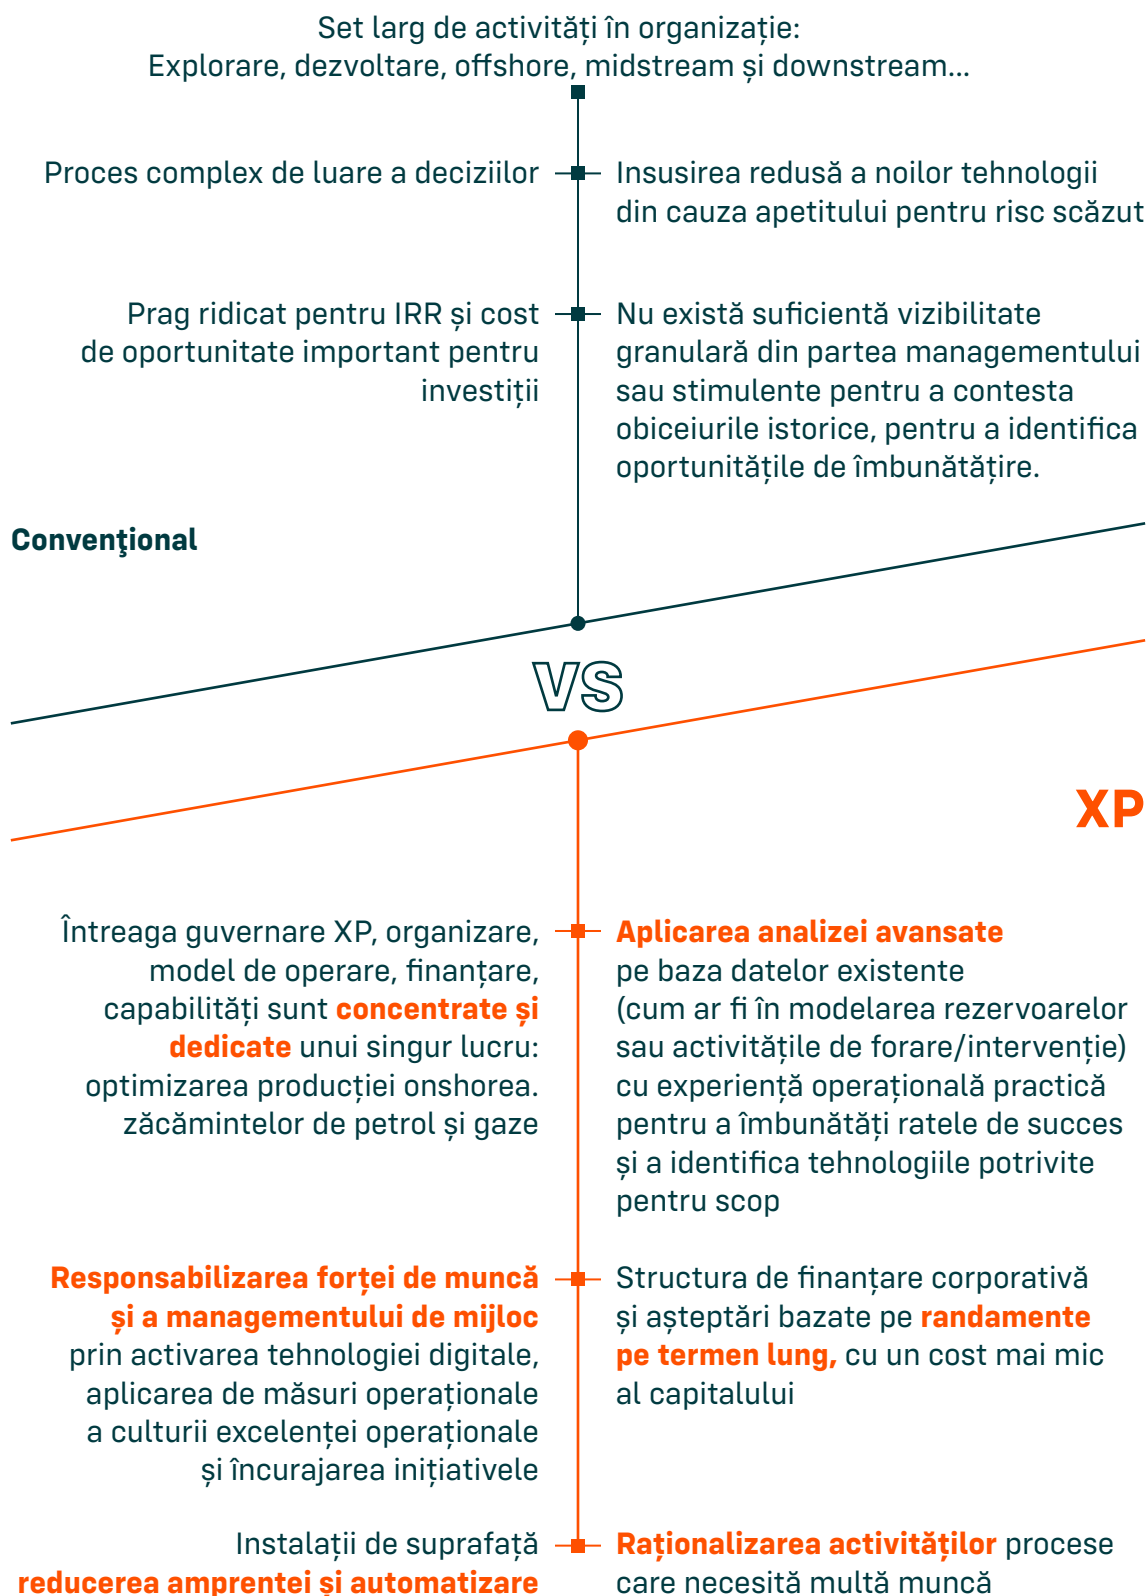 Set larg de activități în organizație:
Explorare, dezvoltare, offshore, midstream și downstream...
Proces complex de luare a deciziilor
Insusirea redusă a noilor tehnologii
din cauza apetitului pentru risc scăzut
Prag ridicat pentru IRR și cost
de oportunitate important pentru
investiții
Nu există suficientă vizibilitate
granulară din partea managementului
sau stimulente pentru a contesta
obiceiurile istorice, pentru a identifica
oportunitățile de îmbunătățire.
Convenţional
VS
XP
Întreaga guvernare XP, organizare,
model de operare, finanțare,
capabilități sunt concentrate și
dedicate unui singur lucru:
optimizarea producției onshorea.
zăcămintelor de petrol și gaze
Aplicarea analizei avansate
pe baza datelor existente
(cum ar fi în modelarea rezervoarelor
sau activitățile de forare/intervenție)
cu experiență operațională practică
pentru a îmbunătăți ratele de succes
și a identifica tehnologiile potrivite
pentru scop
Responsabilizarea forței de muncă
și a managementului de mijloc
prin activarea tehnologiei digitale,
aplicarea de măsuri operaționale
a culturii excelenței operaționale
și încurajarea inițiativele
Structura de finanțare corporativă
și așteptări bazate pe randamente
pe termen lung, cu un cost mai mic
al capitalului
Instalații de suprafață
reducerea amprentei și automatizare
Raționalizarea activităților procese
care necesită multă muncă